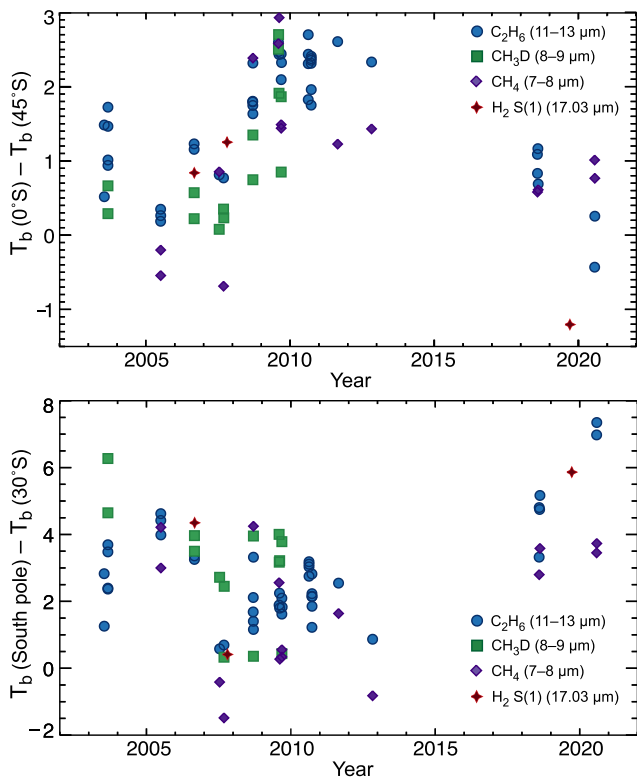 T_b (0°S) − T_b (45°S)
3
2
1
0
−1
C₂H₆ (11–13 µm)
CH₃D (8–9 µm)
CH₄ (7–8 µm)
H₂ S(1) (17.03 µm)
2005 2010 2015 2020
Year
T_b (South pole) − T_b (30°S)
8
6
4
2
0
−2
C₂H₆ (11–13 µm)
CH₃D (8–9 µm)
CH₄ (7–8 µm)
H₂ S(1) (17.03 µm)
2005 2010 2015 2020
Year